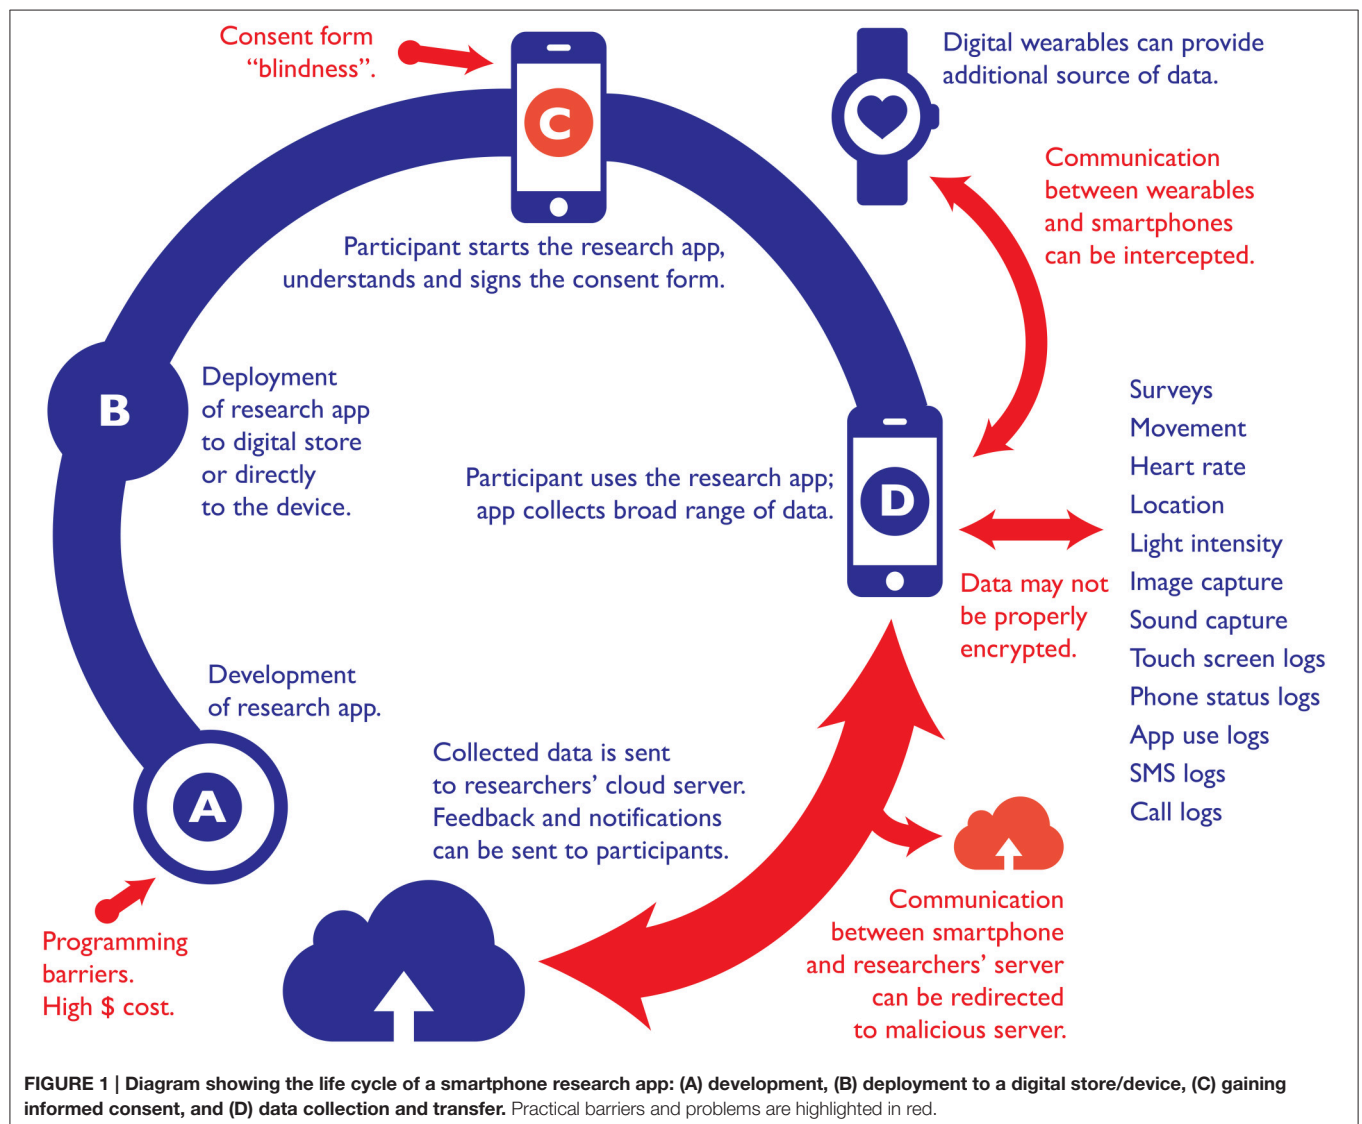 Consent form
“blindness”.
C
Digital wearables can provide
additional source of data.
Communication
between wearables
and smartphones
can be intercepted.
Participant starts the research app,
understands and signs the consent form.
B
Deployment
of research app
to digital store
or directly
to the device.
Participant uses the research app;
app collects broad range of data.
D
Surveys
Movement
Heart rate
Location
Light intensity
Image capture
Sound capture
Touch screen logs
Phone status logs
App use logs
SMS logs
Call logs
Data may not
be properly
encrypted.
Development
of research app.
A
Programming
barriers.
High $ cost.
Collected data is sent
to researchers’ cloud server.
Feedback and notifications
can be sent to participants.
Communication
between smartphone
and researchers’ server
can be redirected
to malicious server.
FIGURE 1 | Diagram showing the life cycle of a smartphone research app: (A) development, (B) deployment to a digital store/device, (C) gaining
informed consent, and (D) data collection and transfer. Practical barriers and problems are highlighted in red.